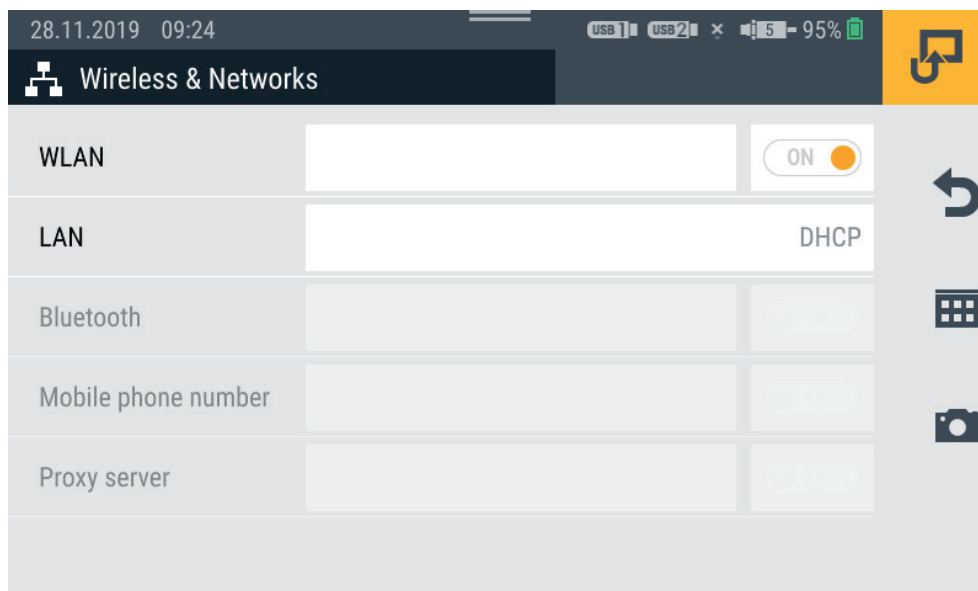 28.11.2019 09:24 USB 1 USB 2 5 95%
Wireless & Networks
WLAN ON
LAN DHCP
Bluetooth
Mobile phone number
Proxy server